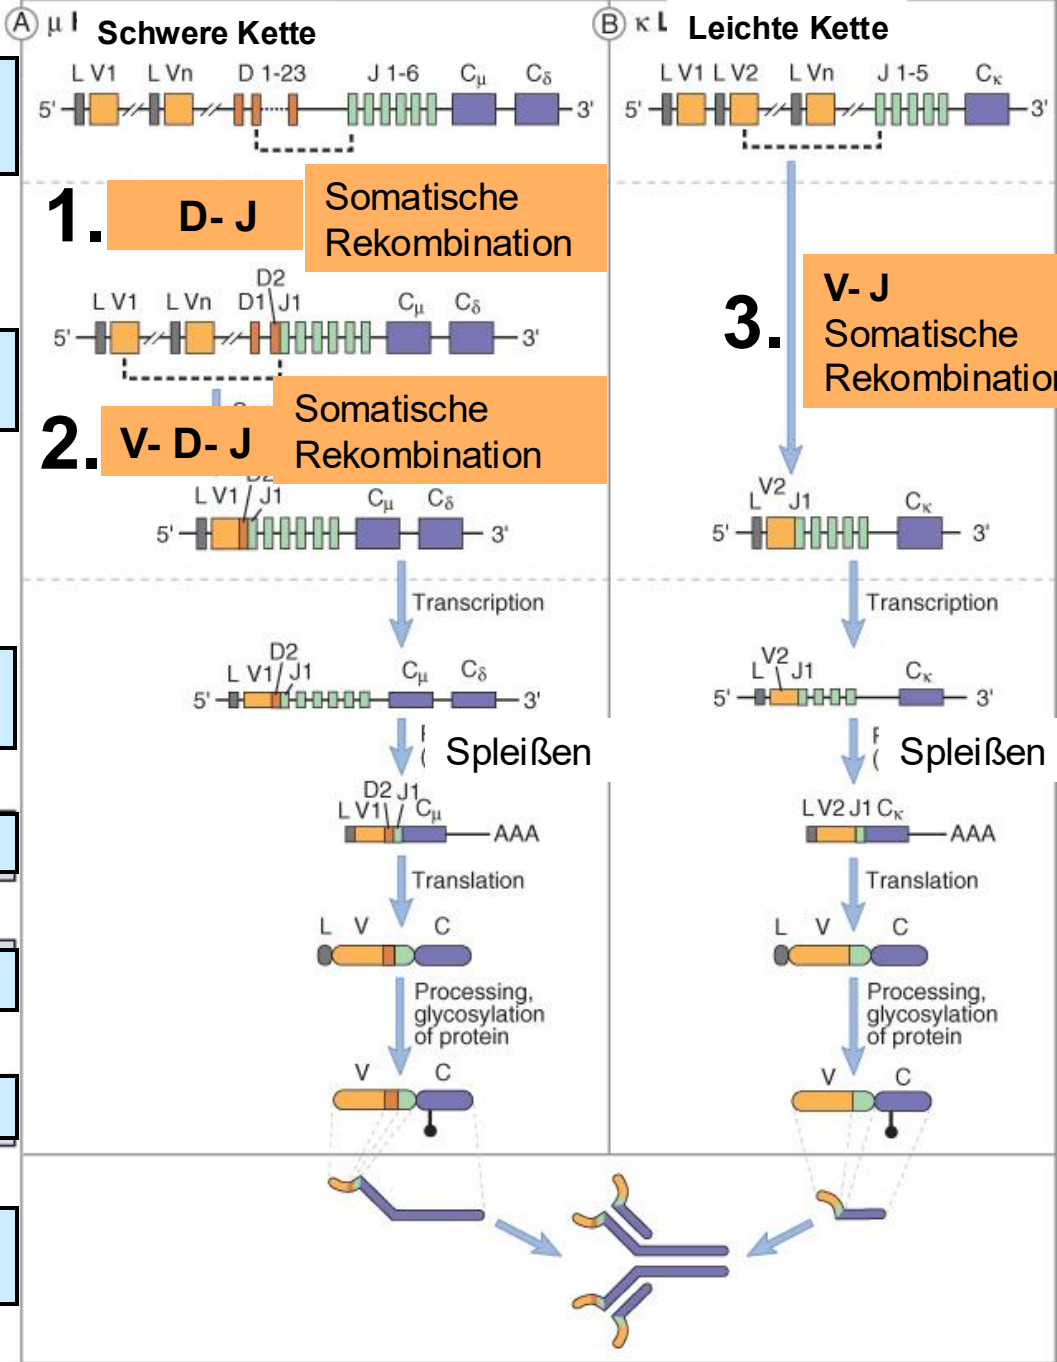 A μ Schwere Kette
L V1 L Vn D 1-23 J 1-6 Cμ Cδ
5' 3'
1. D- J Somatische
Rekombination
D2
L V1 L Vn D1 J1 Cμ Cδ
5' 3'
2. V- D- J Somatische
Rekombination
D2
L V1 J1 Cμ Cδ
5' 3'
Transcription
D2
L V1 J1 Cμ Cδ
5' 3'
Spleißen
D2 J1
L V1 Cμ
AAA
Translation
L V C
Processing,
glycosylation
of protein
V C
B κ L Leichte Kette
L V1 L V2 L Vn J 1-5 Cκ
5' 3'
3. V- J
Somatische
Rekombination
V2
L J1 Cκ
5' 3'
Transcription
V2
L J1 Cκ
5' 3'
Spleißen
L V2 J1 Cκ
AAA
Translation
L V C
Processing,
glycosylation
of protein
V C